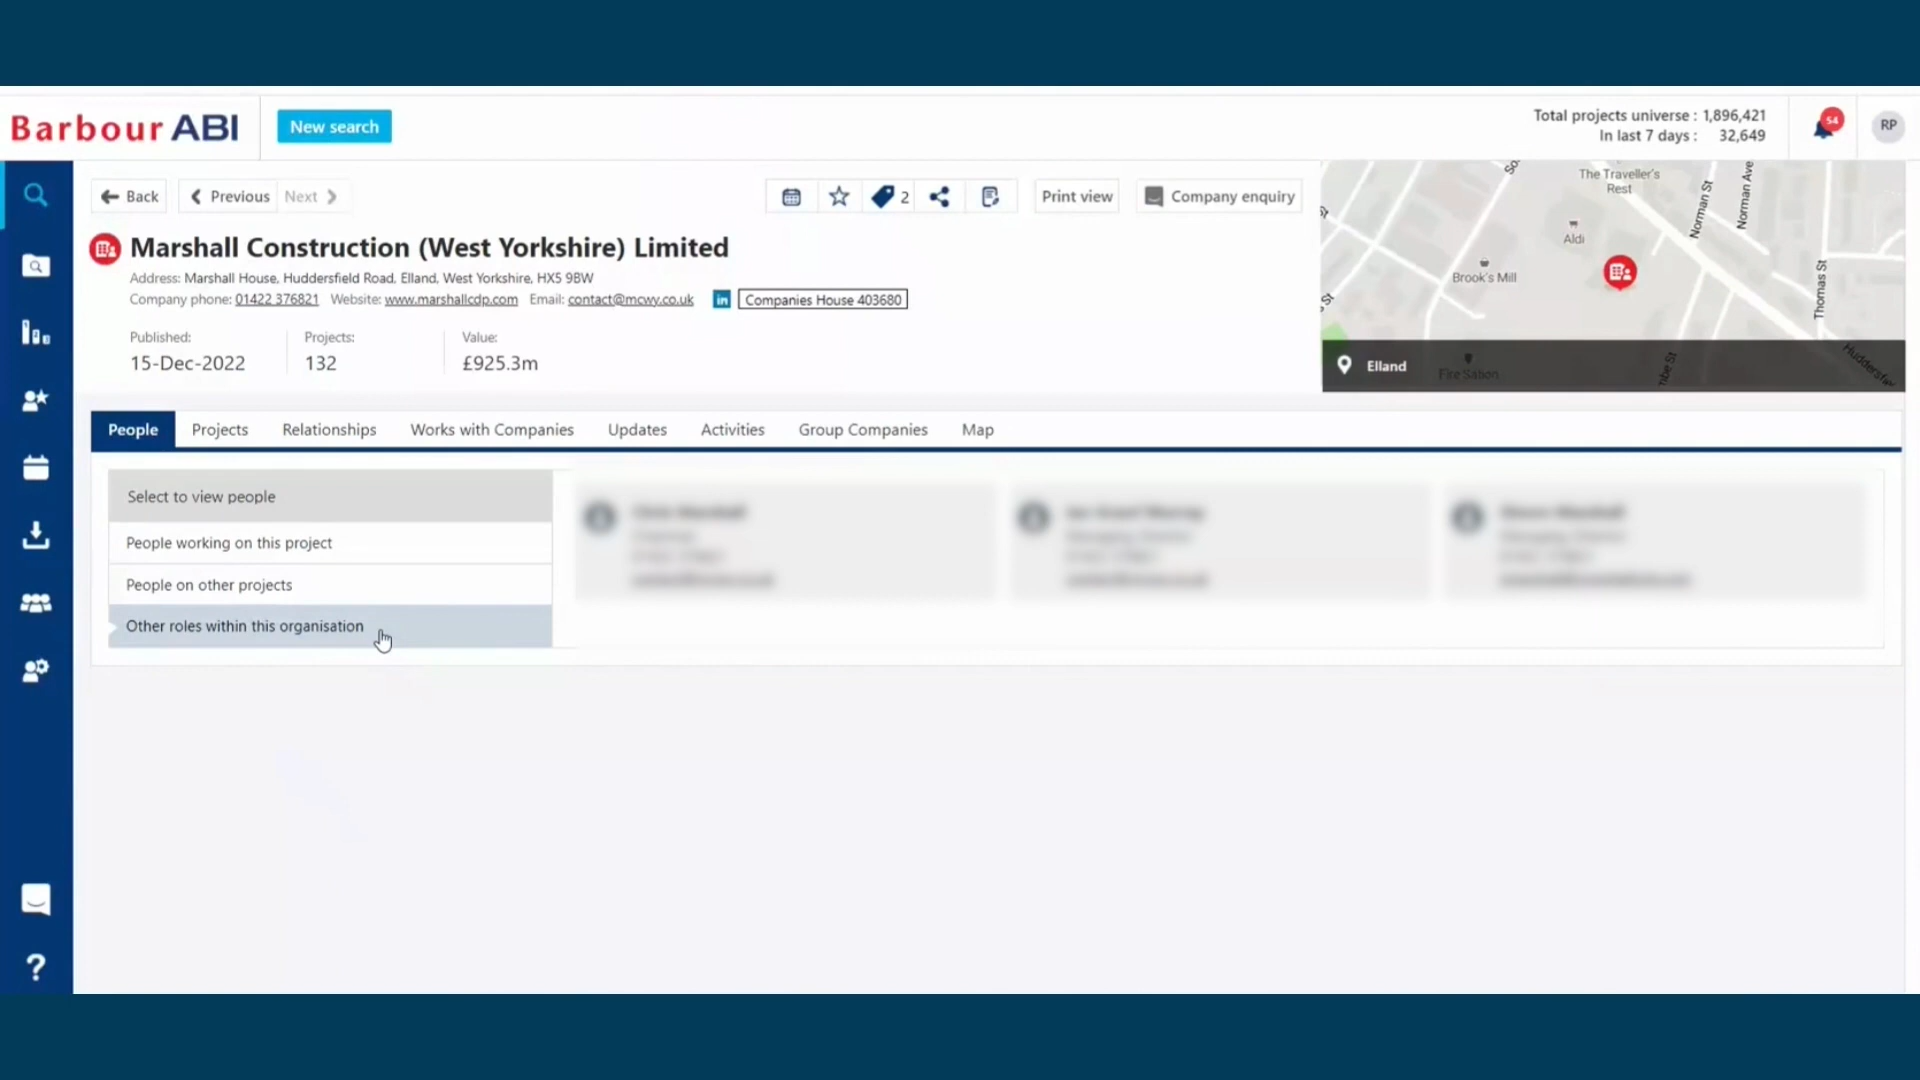 Barbour ABI
New search
Total projects universe : 1,896,421
In last 7 days : 32,649
54
RP
Back
Previous
Next
2
Print view
Company enquiry
Marshall Construction (West Yorkshire) Limited
Address: Marshall House, Huddersfield Road, Elland, West Yorkshire, HX5 9BW
Company phone: 01422 376821 Website: www.marshallcdp.com Email: contact@mcwy.co.uk in Companies House 403680
Published:
15-Dec-2022
Projects:
132
Value:
£925.3m
The Traveller's
Rest
Norman St
Norman Ave
Aldi
Brook's Mill
Thomas St
Elland
People
Projects
Relationships
Works with Companies
Updates
Activities
Group Companies
Map
Select to view people
People working on this project
People on other projects
Other roles within this organisation
?